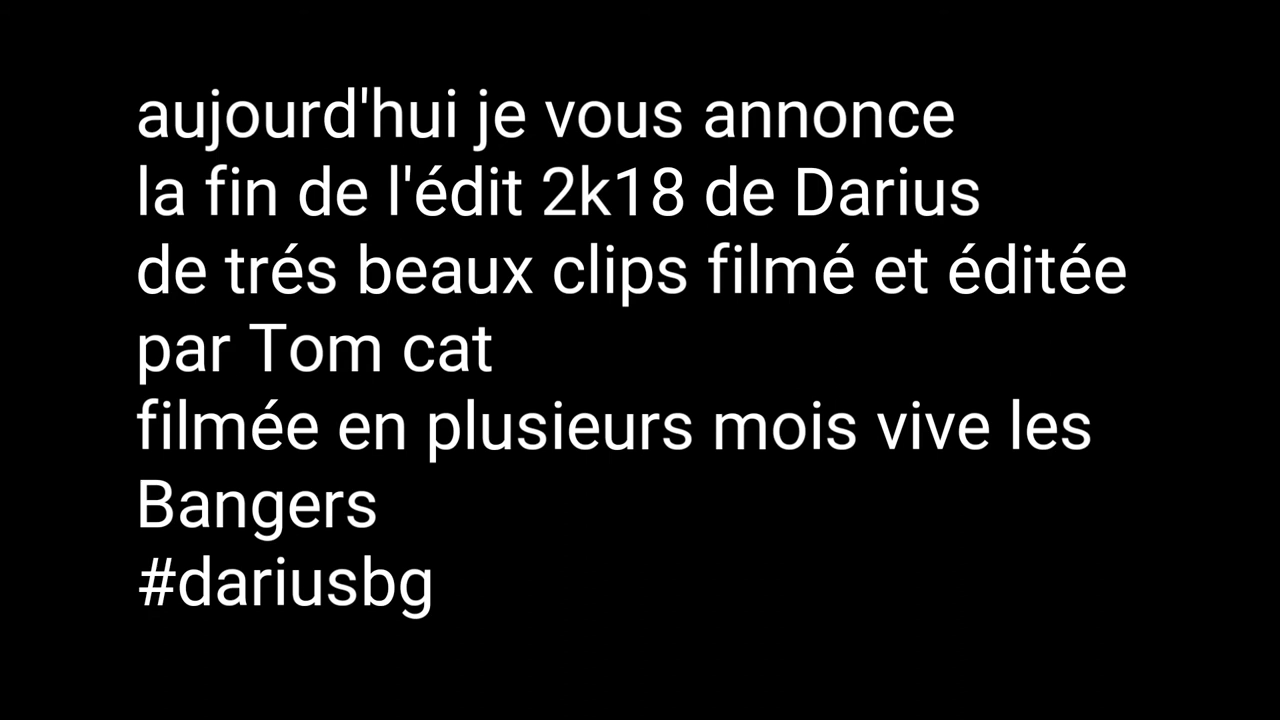 aujourd'hui je vous annonce
la fin de l'édit 2k18 de Darius
de trés beaux clips filmé et éditée
par Tom cat
filmée en plusieurs mois vive les
Bangers
#dariusbg